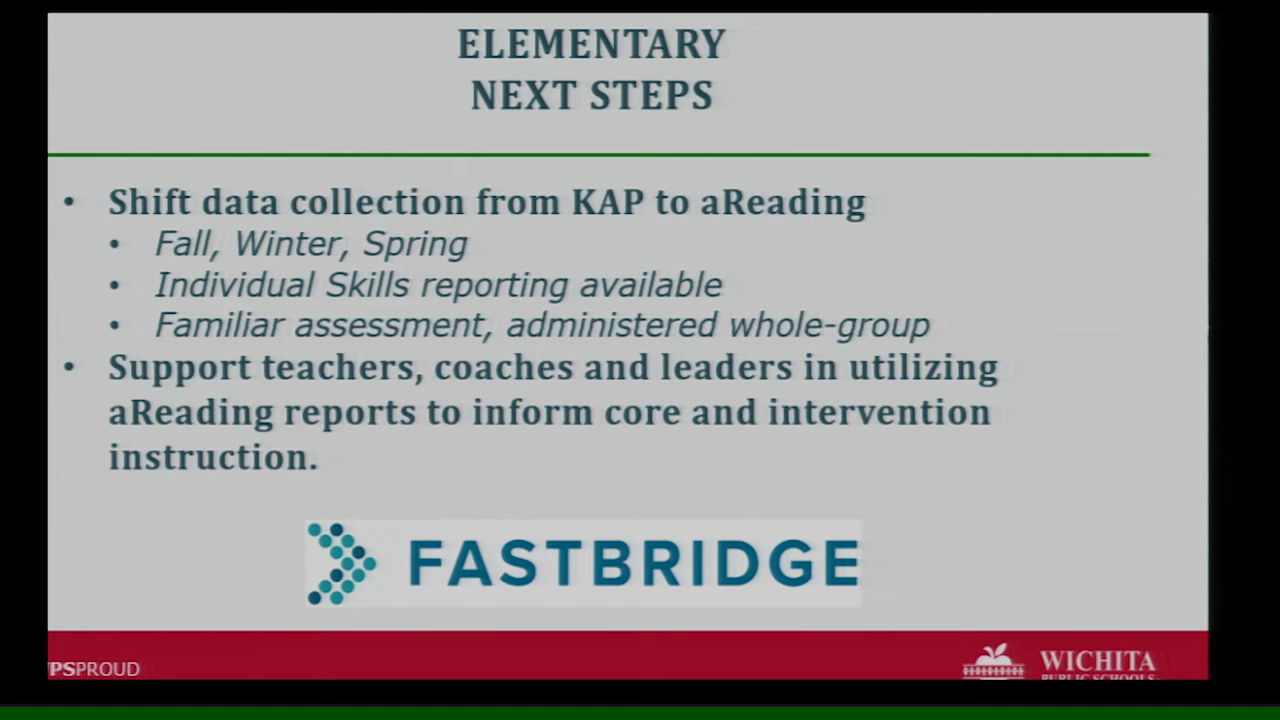 ELEMENTARY
NEXT STEPS
• Shift data collection from KAP to aReading
• Fall, Winter, Spring
• Individual Skills reporting available
• Familiar assessment, administered whole-group
• Support teachers, coaches and leaders in utilizing
aReading reports to inform core and intervention
instruction.
FASTBRIDGE
PSPROUD
WICHITA
PUBLIC SCHOOLS